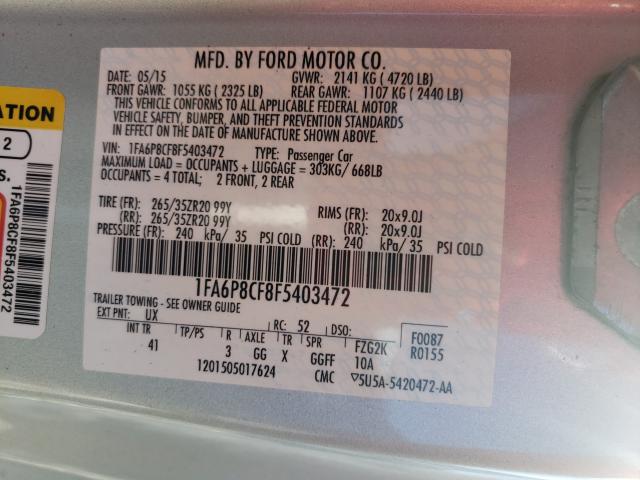 MFD. BY FORD MOTOR CO.
DATE: 05/15 GVWR: 2141 KG ( 4720 LB)
FRONT GAWR: 1055 KG ( 2325 LB) REAR GAWR: 1107 KG ( 2440 LB)
THIS VEHICLE CONFORMS TO ALL APPLICABLE FEDERAL MOTOR
VEHICLE SAFETY, BUMPER, AND THEFT PREVENTION STANDARDS
IN EFFECT ON THE DATE OF MANUFACTURE SHOWN ABOVE.
VIN: 1FA6P8CF8F5403472 TYPE: Passenger Car
MAXIMUM LOAD = OCCUPANTS + LUGGAGE = 303KG/ 668LB
OCCUPANTS = 4 TOTAL; 2 FRONT, 2 REAR
TIRE (FR): 265/35ZR20 99Y RIMS (FR): 20x9.0J
(RR): 265/35ZR20 99Y (RR): 20x9.0J
PRESSURE (FR): 240 kPa/ 35 PSI COLD (RR): 240 kPa/ 35 PSI COLD
1FA6P8CF8F5403472
TRAILER TOWING - SEE OWNER GUIDE
EXT PNT: UX RC: 52 DSO:
INT TR TP/PS R AXLE TR SPR FZG2K F0087
41 3 GG X GGFF 10A R0155
1201505017624 CMC 5U5A-5420472-AA
ATION
2
s.
1FA6P8CF8F5403472